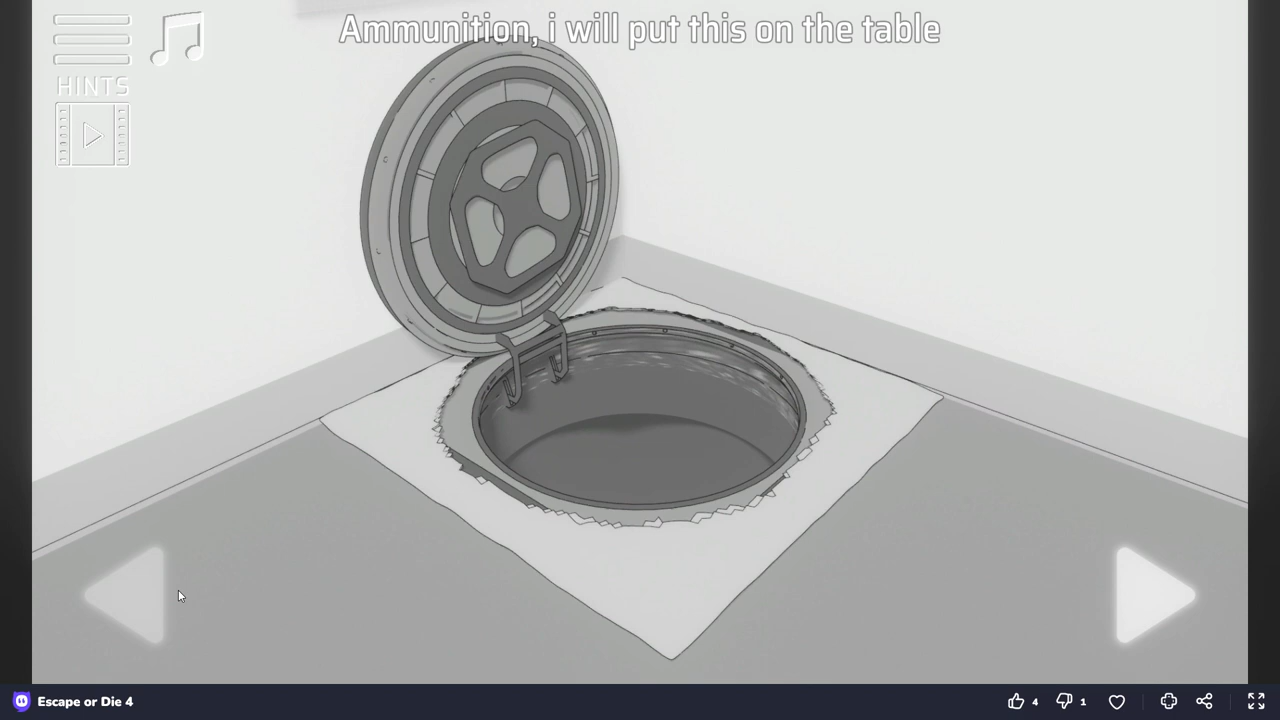 Ammunition, i will put this on the table
HINTS
Escape or Die 4
4
1